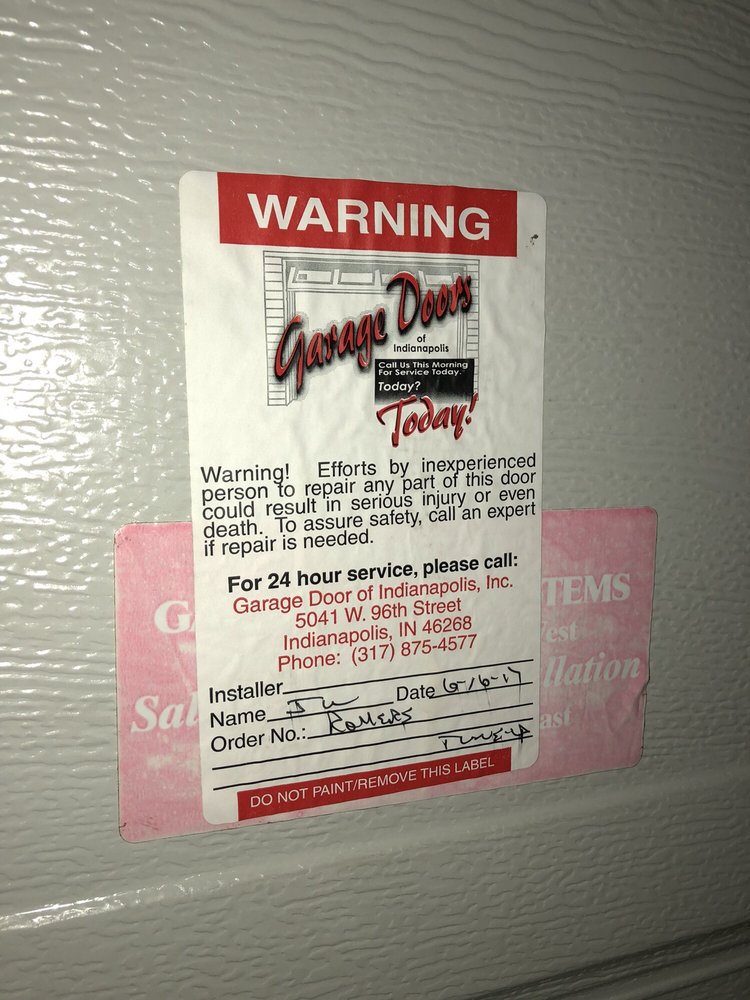 WARNING
Garage Doors
of
Indianapolis
Call Us This Morning
For Service Today.
Today?
Today!
Warning! Efforts by inexperienced
person to repair any part of this door
could result in serious injury or even
death. To assure safety, call an expert
if repair is needed.
For 24 hour service, please call:
Garage Door of Indianapolis, Inc.
5041 W. 96th Street
Indianapolis, IN 46268
Phone: (317) 875-4577
Installer
Name Date 6-16-17
Order No.: Rollers
DO NOT PAINT/REMOVE THIS LABEL
G TEMS
est
Sal llation
ast